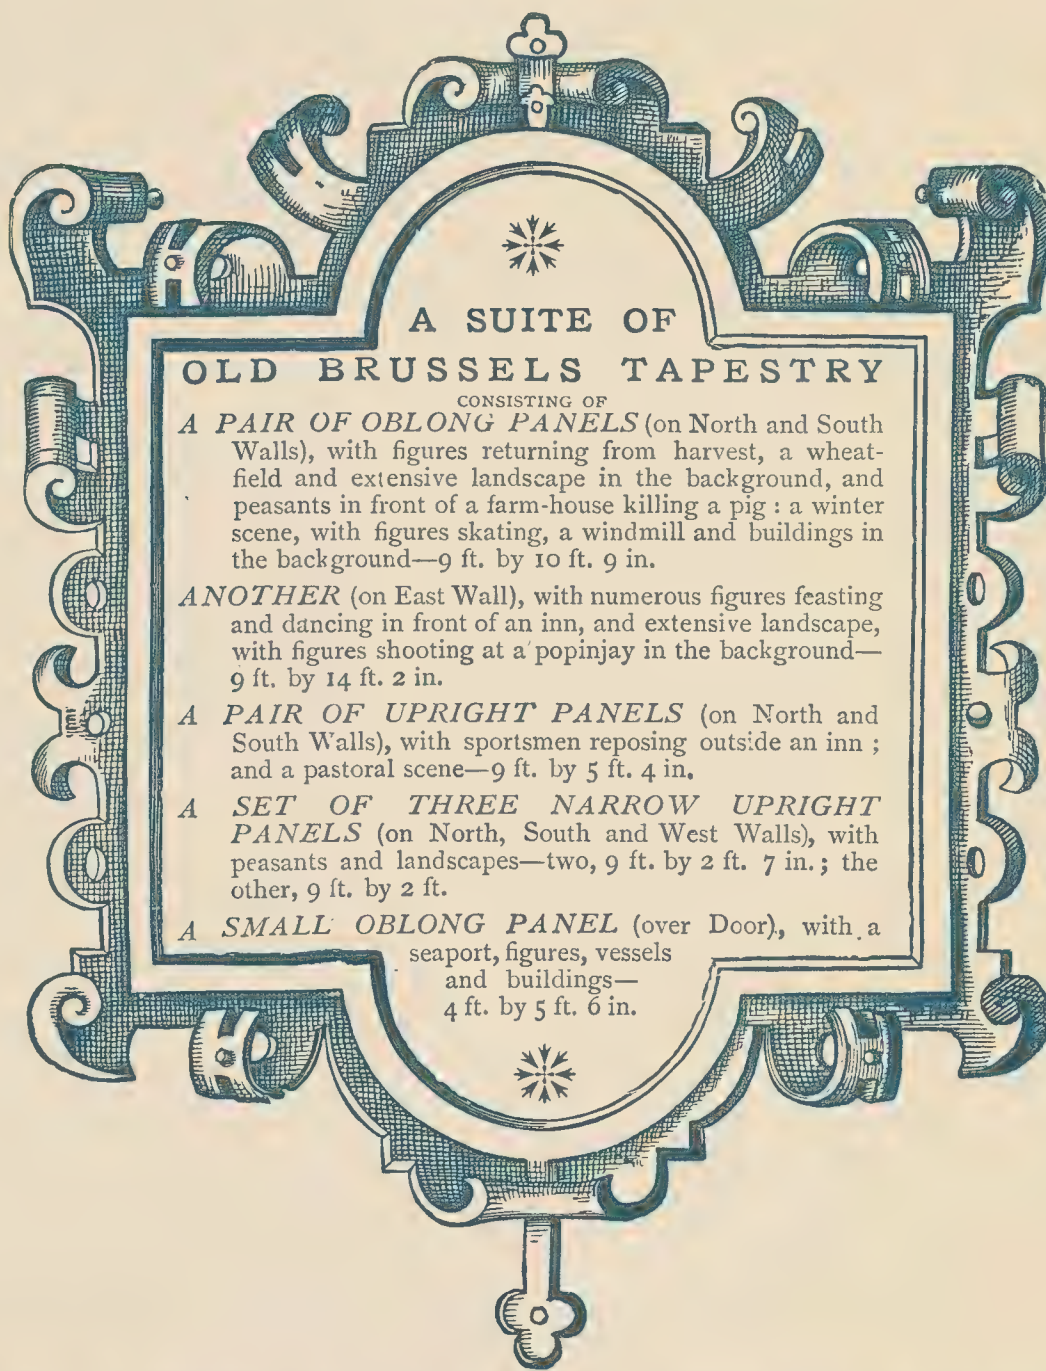 A SUITE OF
OLD BRUSSELS TAPESTRY
CONSISTING OF
A PAIR OF OBLONG PANELS (on North and South
Walls), with figures returning from harvest, a wheat-
field and extensive landscape in the background, and
peasants in front of a farm-house killing a pig : a winter
scene, with figures skating, a windmill and buildings in
the background—9 ft. by 10 ft. 9 in.
ANOTHER (on East Wall), with numerous figures feasting
and dancing in front of an inn, and extensive landscape,
with figures shooting at a popinjay in the background—
9 ft. by 14 ft. 2 in.
A PAIR OF UPRIGHT PANELS (on North and
South Walls), with sportsmen reposing outside an inn ;
and a pastoral scene—9 ft. by 5 ft. 4 in.
A SET OF THREE NARROW UPRIGHT
PANELS (on North, South and West Walls), with
peasants and landscapes—two, 9 ft. by 2 ft. 7 in. ; the
other, 9 ft. by 2 ft.
A SMALL OBLONG PANEL (over Door), with a
seaport, figures, vessels
and buildings—
4 ft. by 5 ft. 6 in.